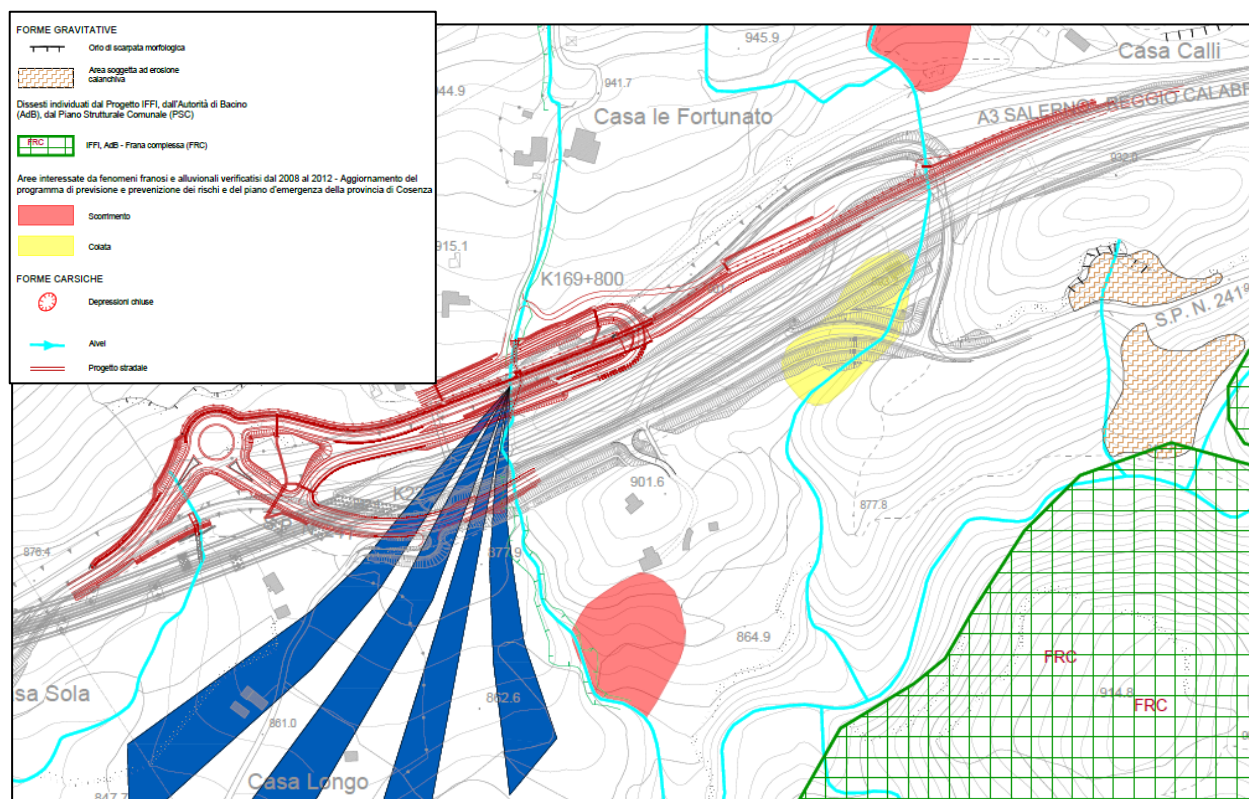 FORME GRAVITATIVE
Orlo di scarpata morfologica
Area soggetta ad erosione
calanchiva
Dissesti individuati dal Progetto IFFI, dall'Autorità di Bacino
(AdB), dal Piano Strutturale Comunale (PSC)
FRC
IFFI, AdB - Frana complessa (FRC)
Aree interessate da fenomeni franosi e alluvionali verificatisi dal 2008 al 2012 - Aggiornamento del
programma di previsione e prevenzione dei rischi e del piano d'emergenza della provincia di Cosenza
Scorrimento
Colata
FORME CARSICHE
Depressioni chiuse
Alvei
Progetto stradale
945.9
Casa Calli
941.7
944.9
Casa le Fortunato
A3 SALERNO - REGGIO CALABR
932.0
915.1
K169+800
S.P. N. 241
901.6
877.8
876.4
877.9
864.9
FRC
914.8
FRC
sa Sola
862.6
861.0
Casa Longo
847.7